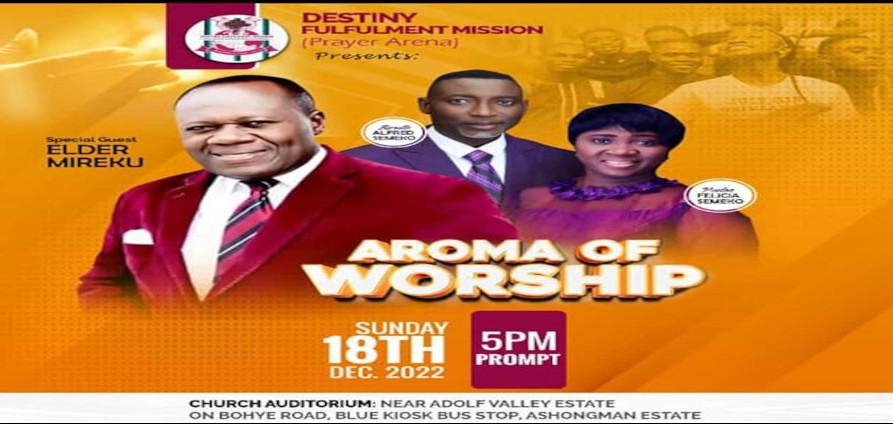 DESTINY
FULFULMENT MISSION
(Prayer Arena)
Presents:
Special Guest
ELDER
MIREKU
ALFRED
SEMEKO
FELICIA
SEMEKO
AROMA OF
WORSHIP
SUNDAY
18TH
DEC. 2022
5PM
PROMPT
CHURCH AUDITORIUM: NEAR ADOLF VALLEY ESTATE
ON BOHYE ROAD, BLUE KIOSK BUS STOP, ASHONGMAN ESTATE